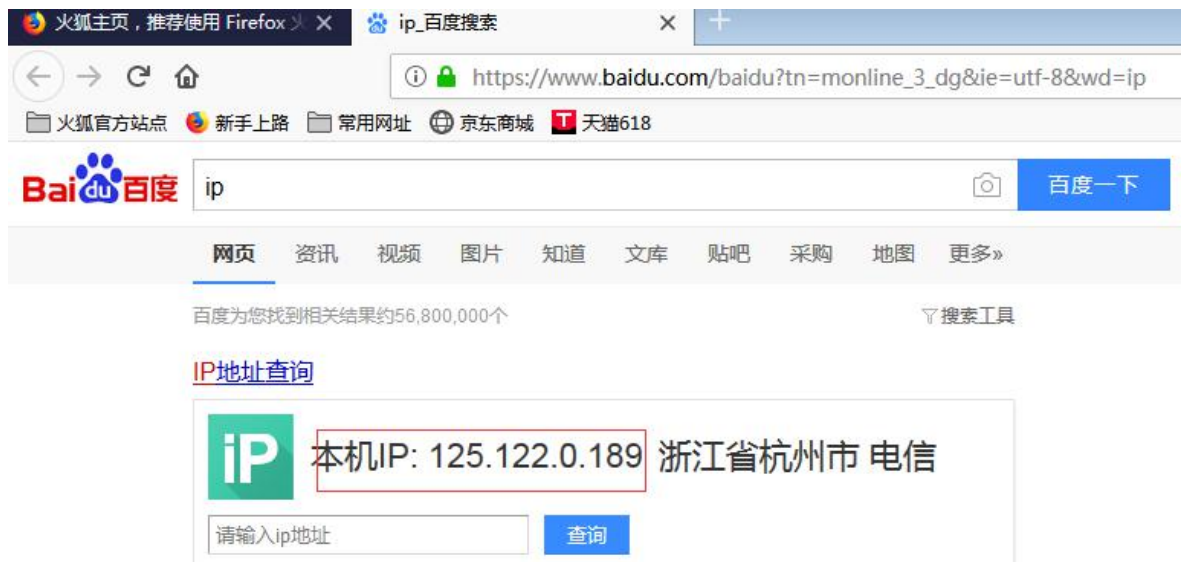 火狐主页，推荐使用 Firefox 火 ip_百度搜索
https://www.baidu.com/baidu?tn=monline_3_dg&ie=utf-8&wd=ip
火狐官方站点 新手上路 常用网址 京东商城 T 天猫618
Bai du 百度 ip 百度一下
网页 资讯 视频 图片 知道 文库 贴吧 采购 地图 更多»
百度为您找到相关结果约56,800,000个 搜索工具
IP地址查询
iP 本机IP: 125.122.0.189 浙江省杭州市 电信
请输入ip地址 查询